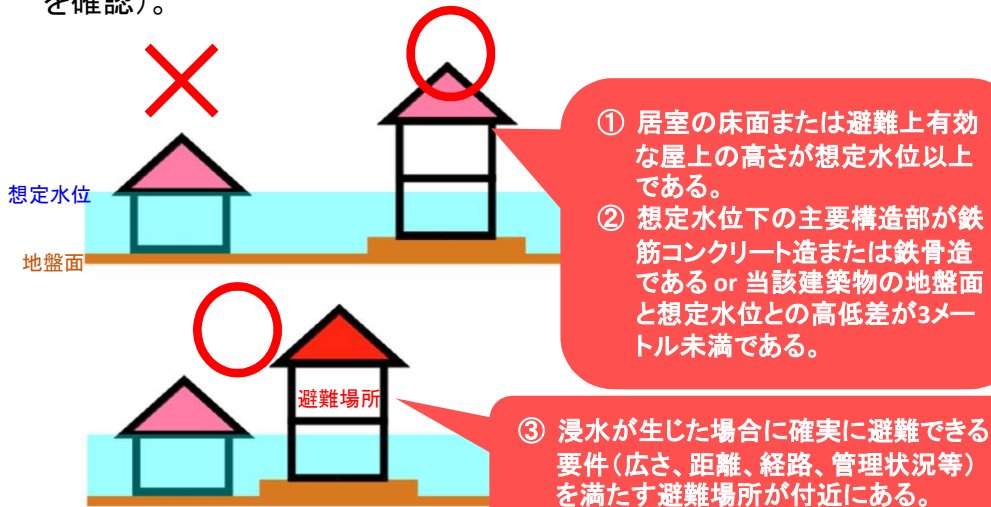 を確認）。
① 居室の床面または避難上有効
な屋上の高さが想定水位以上
である。
② 想定水位下の主要構造部が鉄
筋コンクリート造または鉄骨造
である or 当該建築物の地盤面
と想定水位との高低差が3メー
トル未満である。
想定水位
地盤面
避難場所
③ 浸水が生じた場合に確実に避難できる
要件（広さ、距離、経路、管理状況等）
を満たす避難場所が付近にある。